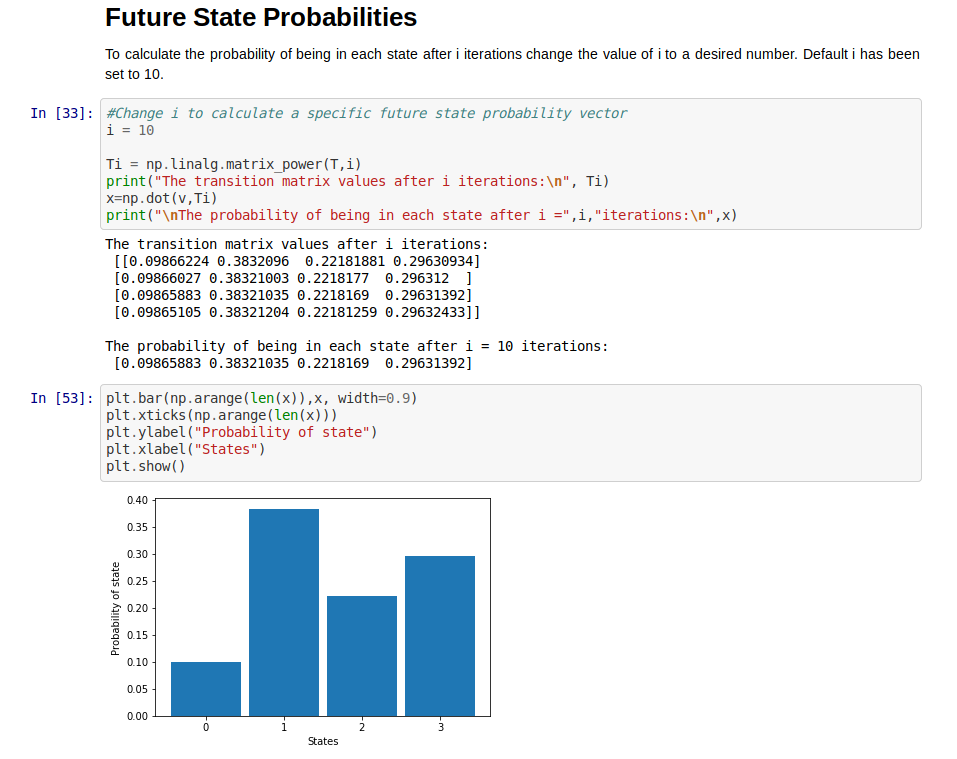 Future State Probabilities
To calculate the probability of being in each state after i iterations change the value of i to a desired number. Default i has been
set to 10.
In [33]: #Change i to calculate a specific future state probability vector
i = 10
Ti = np.linalg.matrix_power(T,i)
print("The transition matrix values after i iterations:\n", Ti)
x=np.dot(v,Ti)
print("\nThe probability of being in each state after i =",i,"iterations:\n",x)
The transition matrix values after i iterations:
[[0.09866224 0.3832096  0.22181881 0.29630934]
[0.09866027 0.38321003 0.2218177  0.296312  ]
[0.09865883 0.38321035 0.2218169  0.29631392]
[0.09865105 0.38321204 0.22181259 0.29632433]]
The probability of being in each state after i = 10 iterations:
[0.09865883 0.38321035 0.2218169  0.29631392]
In [53]: plt.bar(np.arange(len(x)),x, width=0.9)
plt.xticks(np.arange(len(x)))
plt.ylabel("Probability of state")
plt.xlabel("States")
plt.show()
0.40
0.35
0.30
0.25
0.20
0.15
0.10
0.05
0.00
Probability of state
0 1 2 3
States